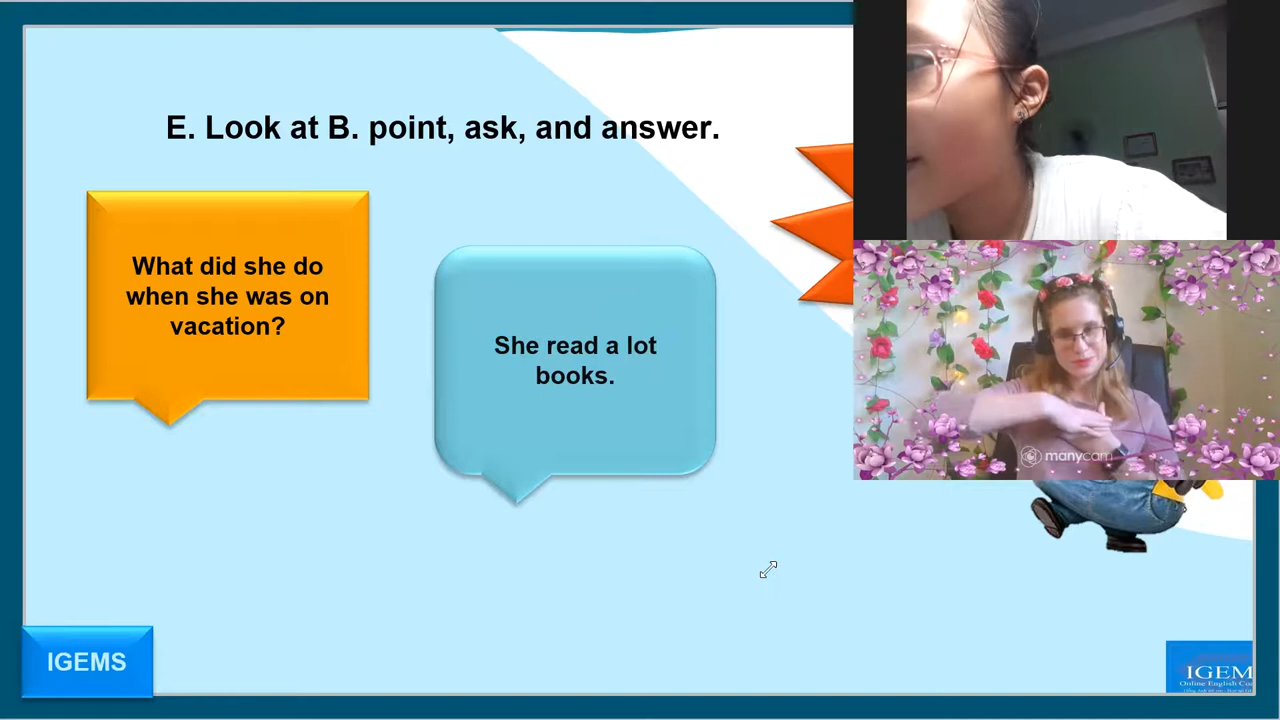 E. Look at B. point, ask, and answer.
What did she do
when she was on
vacation?
She read a lot
books.
manycam
IGEMS
IGEM
Online English Co